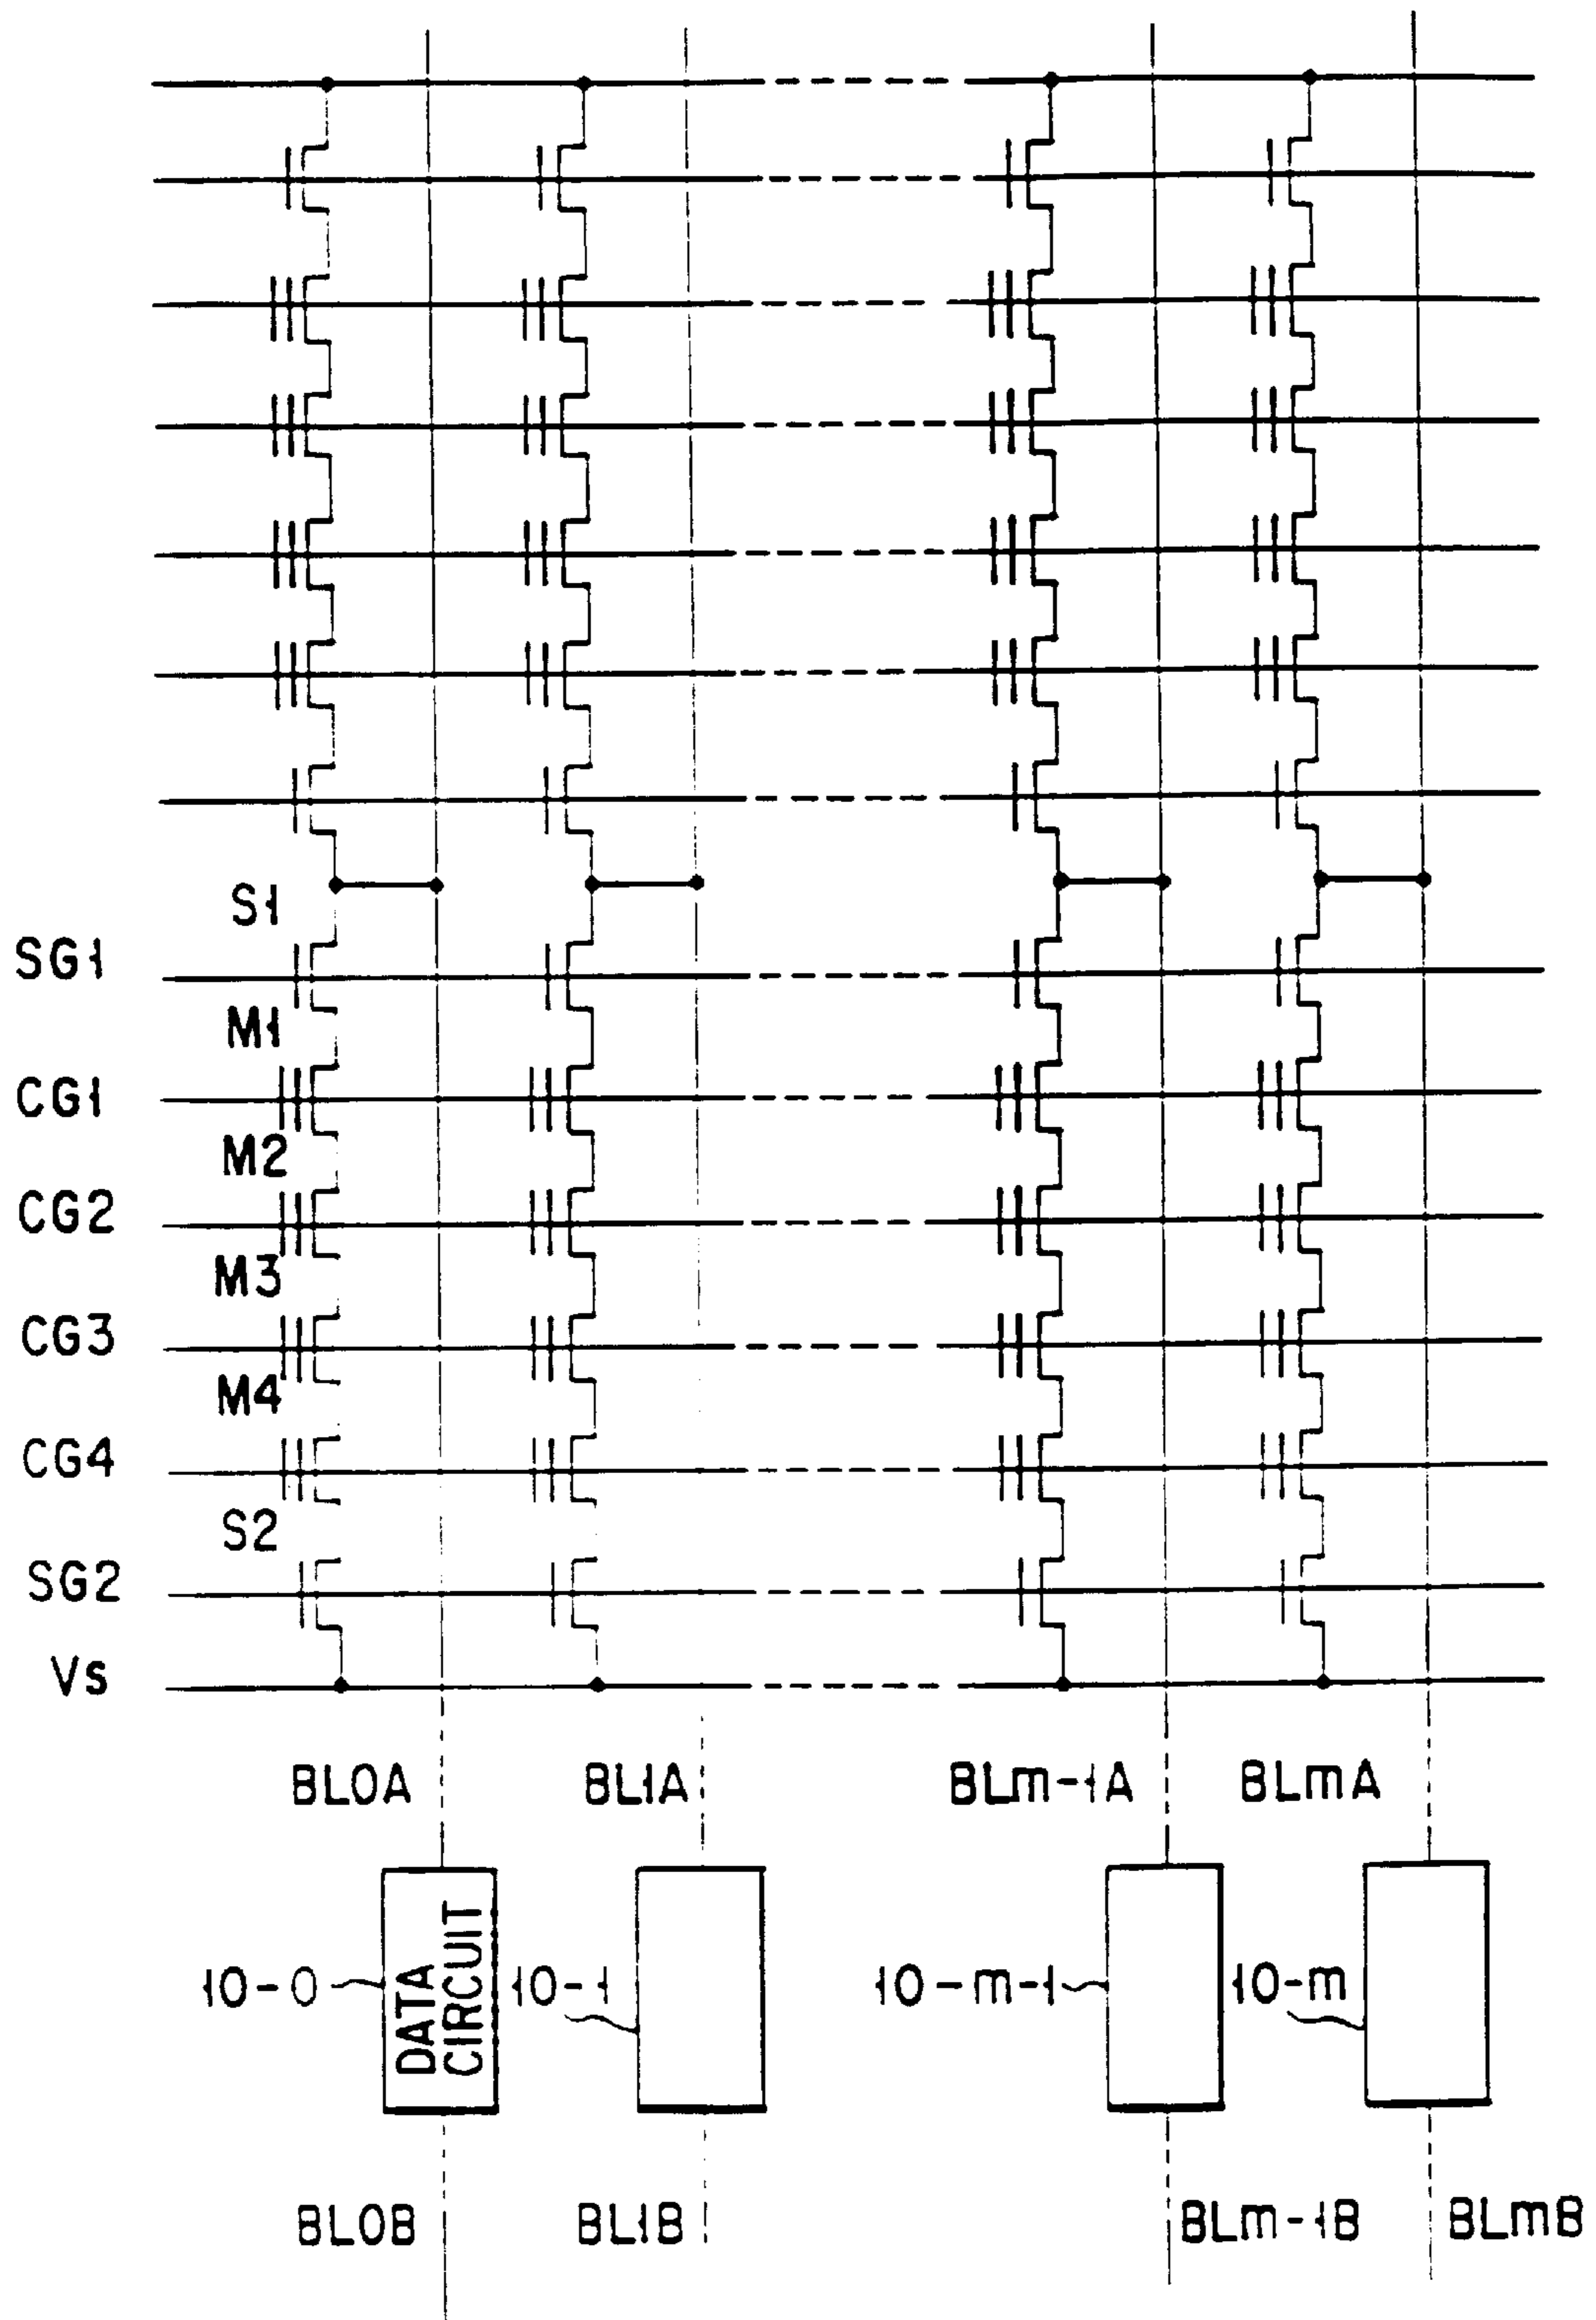 S1
SG1
M1
CG1
M2
CG2
M3
CG3
M4
CG4
S2
SG2
Vs
BL0A BL1A BLm-1A BLmA
DATA
CIRCUIT
10-0 10-1 10-m-1 10-m
BL0B BL1B BLm-1B BLmB